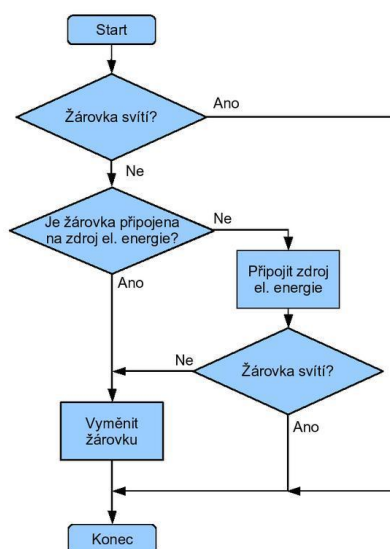 Start
Žárovka svítí?
Ano
Ne
Je žárovka připojena
na zdroj el. energie?
Ne
Připojit zdroj
el. energie
Ano
Ne
Žárovka svítí?
Vyměnit
žárovku
Ano
Konec